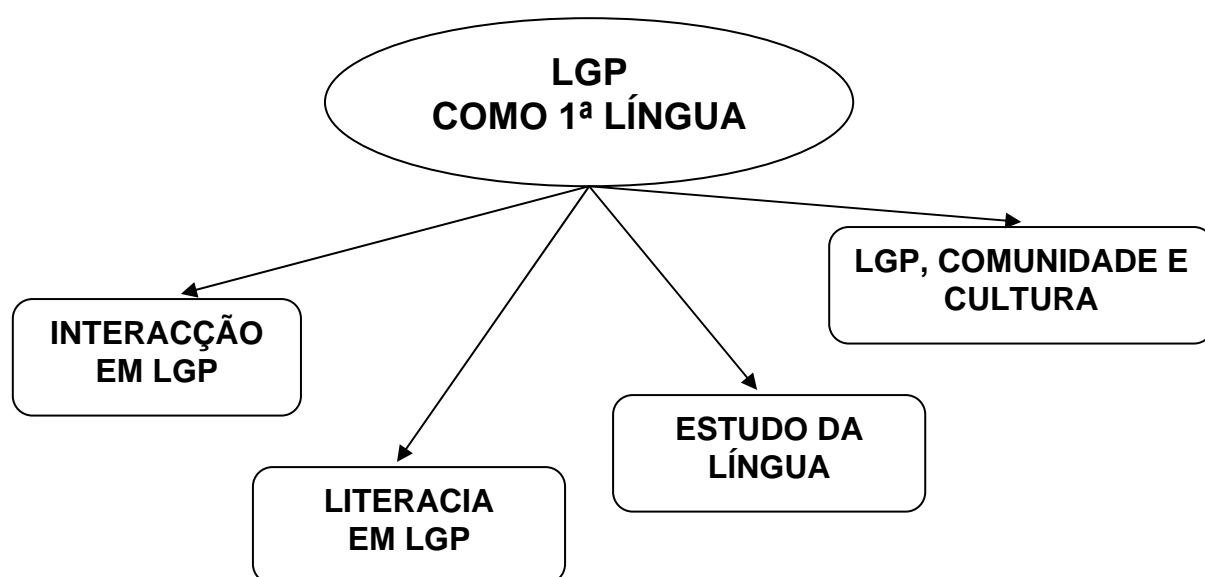 LGP
COMO 1ª LÍNGUA
LGP, COMUNIDADE E
CULTURA
INTERACÇÃO
EM LGP
ESTUDO DA
LÍNGUA
LITERACIA
EM LGP